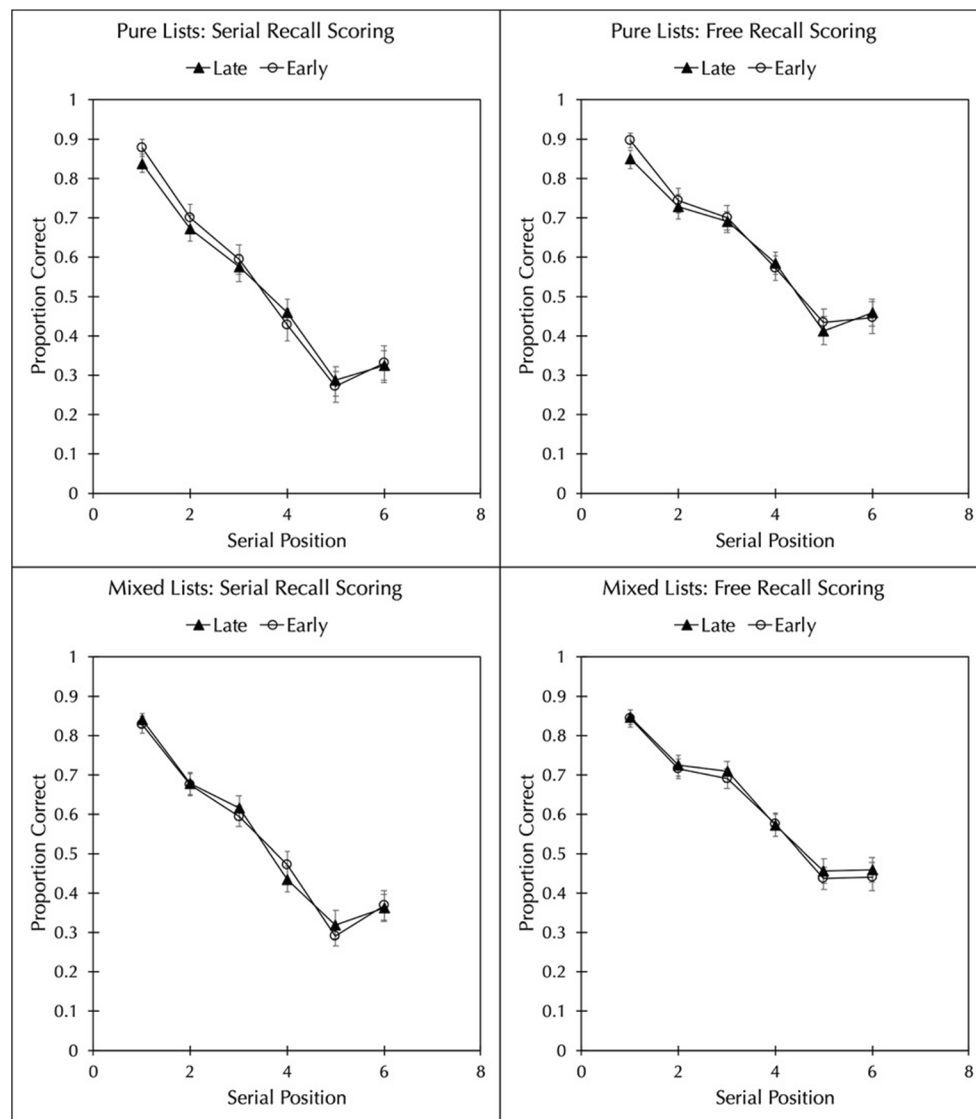 Pure Lists: Serial Recall Scoring
Late Early
1
0.9
0.8
0.7
0.6
0.5
0.4
0.3
0.2
0.1
0
Proportion Correct
0 2 4 6 8
Serial Position
Pure Lists: Free Recall Scoring
Late Early
1
0.9
0.8
0.7
0.6
0.5
0.4
0.3
0.2
0.1
0
Proportion Correct
0 2 4 6 8
Serial Position
Mixed Lists: Serial Recall Scoring
Late Early
1
0.9
0.8
0.7
0.6
0.5
0.4
0.3
0.2
0.1
0
Proportion Correct
0 2 4 6 8
Serial Position
Mixed Lists: Free Recall Scoring
Late Early
1
0.9
0.8
0.7
0.6
0.5
0.4
0.3
0.2
0.1
0
Proportion Correct
0 2 4 6 8
Serial Position